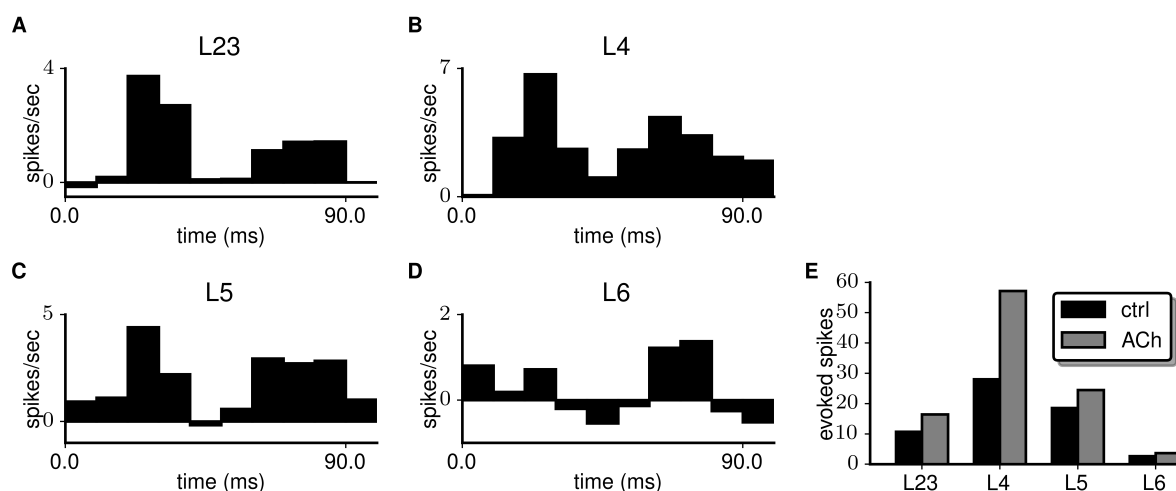 A
L23
4
0
spikes/sec
0.0
90.0
time (ms)
B
L4
7
0
spikes/sec
0.0
90.0
time (ms)
C
L5
5
0
spikes/sec
0.0
90.0
time (ms)
D
L6
2
0
spikes/sec
0.0
90.0
time (ms)
E
60
50
40
30
20
10
0
evoked spikes
ctrl
ACh
L23
L4
L5
L6